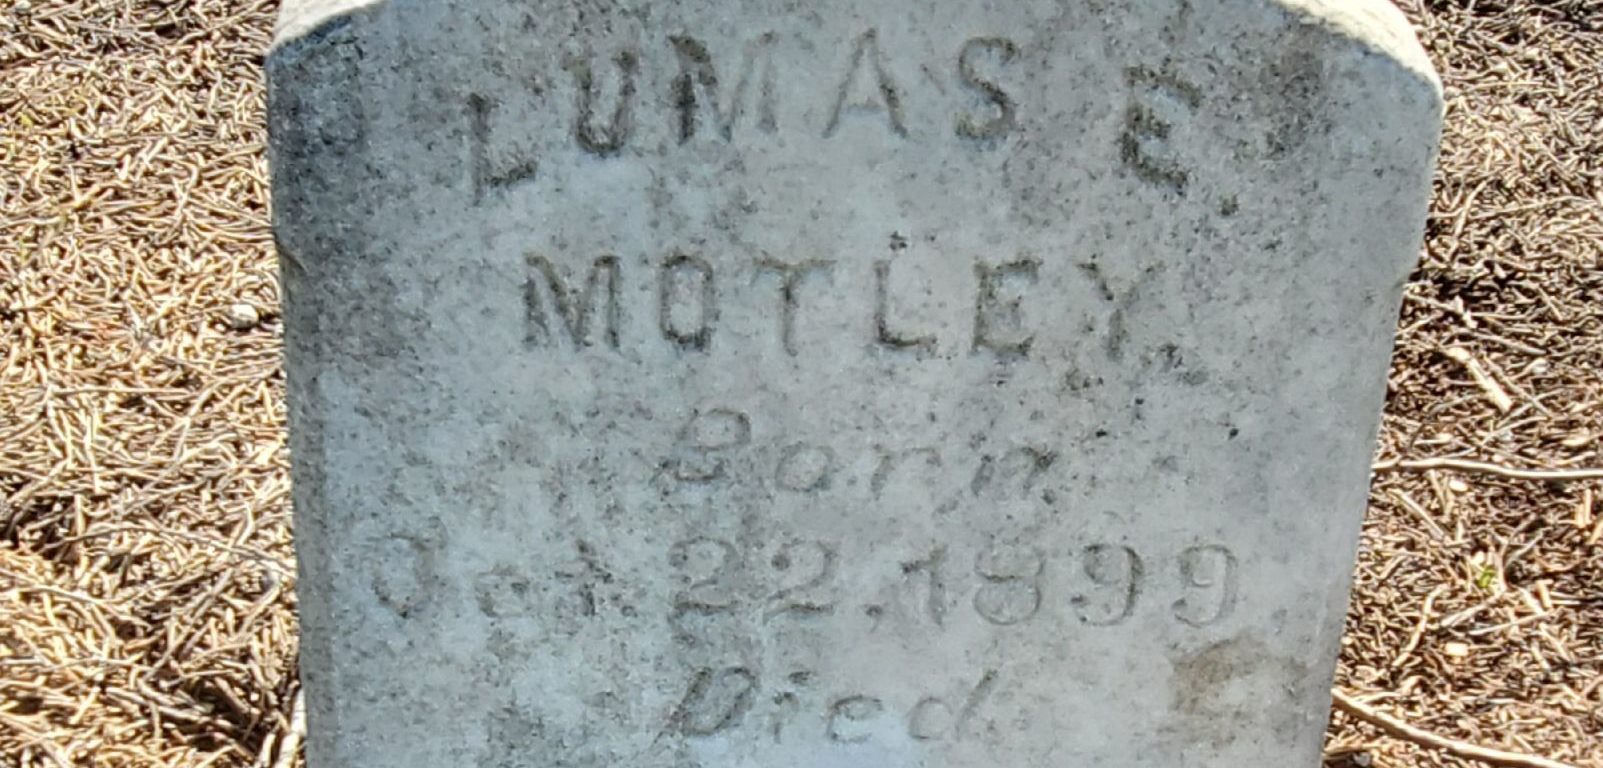 LUMAS E.
MOTLEY.
Born
Oct. 22, 1899
Died